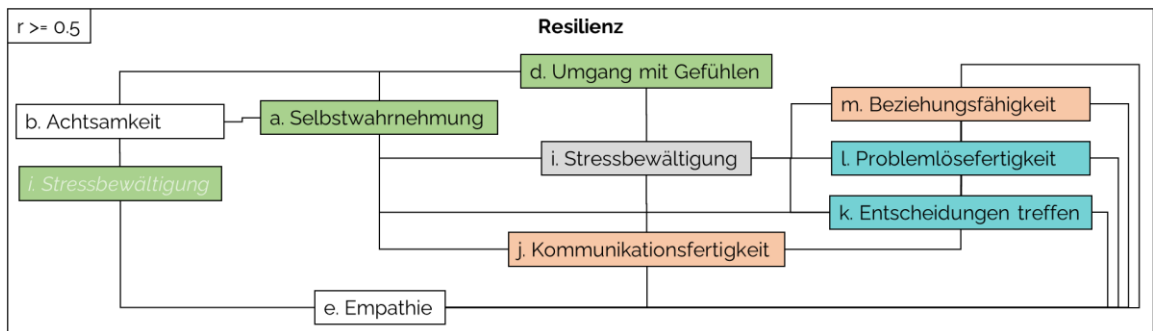 r >= 0.5
Resilienz
d. Umgang mit Gefühlen
m. Beziehungsfähigkeit
b. Achtsamkeit
a. Selbstwahrnehmung
i. Stressbewältigung
l. Problemlösefertigkeit
i. Stressbewältigung
k. Entscheidungen treffen
j. Kommunikationsfertigkeit
e. Empathie